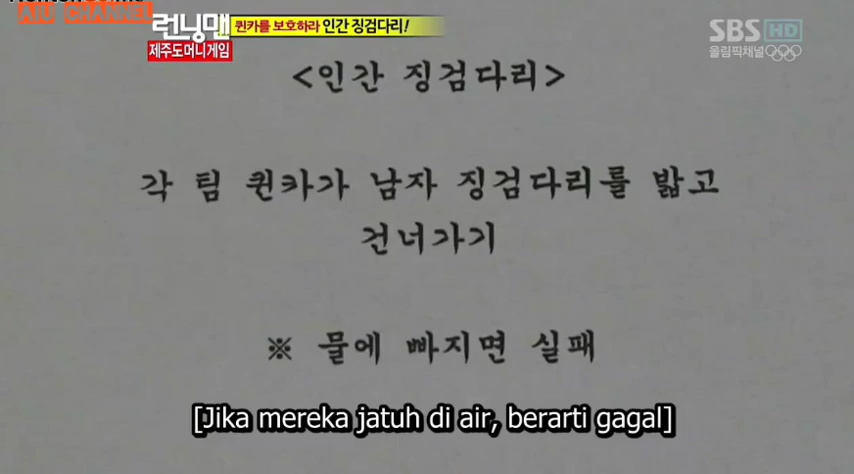 AIU CHANNEL
런닝맨
퀸카를 보호하라 인간 징검다리!
제주도머니게임
SBS HD
올림픽채널
<인간 징검다리>
각 팀 퀸카가 남자 징검다리를 밟고
건너가기
※ 물에 빠지면 실패
[Jika mereka jatuh di air, berarti gagal]